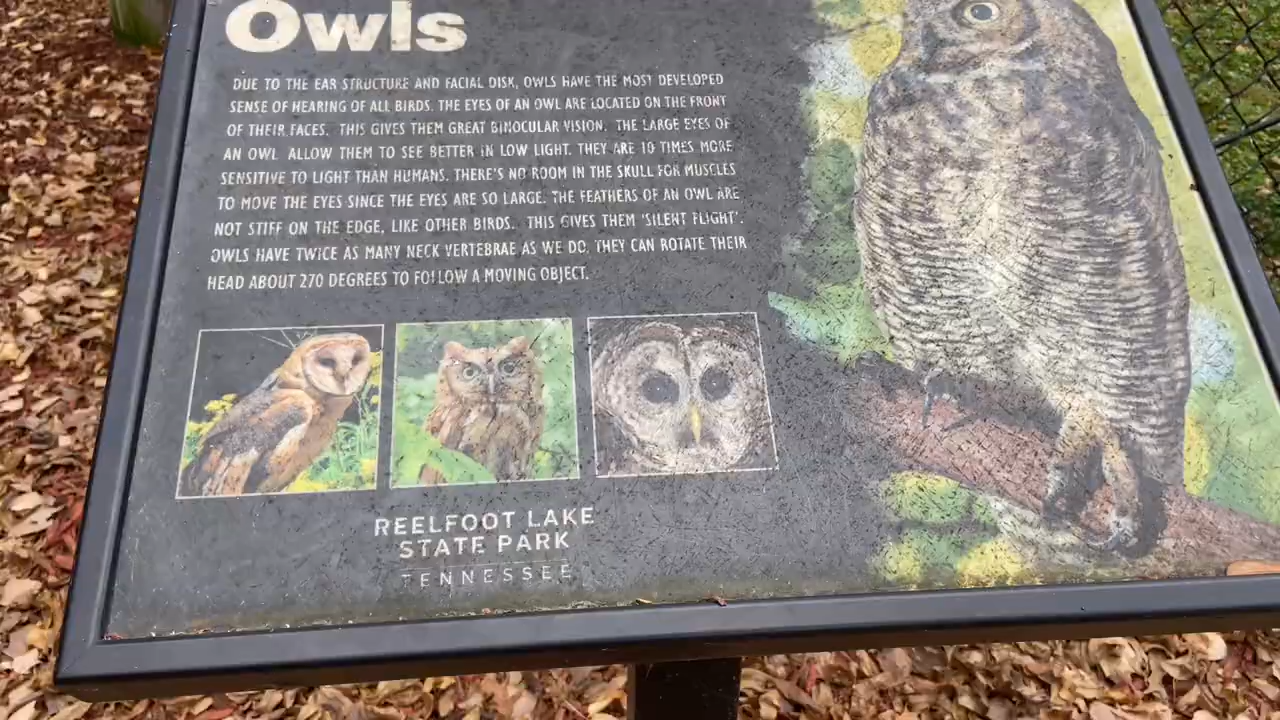 Owls
DUE TO THE EAR STRUCTURE AND FACIAL DISK, OWLS HAVE THE MOST DEVELOPED
SENSE OF HEARING OF ALL BIRDS. THE EYES OF AN OWL ARE LOCATED ON THE FRONT
OF THEIR FACES. THIS GIVES THEM GREAT BINOCULAR VISION. THE LARGE EYES OF
AN OWL ALLOW THEM TO SEE BETTER IN LOW LIGHT. THEY ARE 10 TIMES MORE
SENSITIVE TO LIGHT THAN HUMANS. THERE'S NO ROOM IN THE SKULL FOR MUSCLES
TO MOVE THE EYES SINCE THE EYES ARE SO LARGE. THE FEATHERS OF AN OWL ARE
NOT STIFF ON THE EDGE, LIKE OTHER BIRDS. THIS GIVES THEM 'SILENT FLIGHT'.
OWLS HAVE TWICE AS MANY NECK VERTEBRAE AS WE DO. THEY CAN ROTATE THEIR
HEAD ABOUT 270 DEGREES TO FOLLOW A MOVING OBJECT.
REELFOOT LAKE
STATE PARK
TENNESSEE